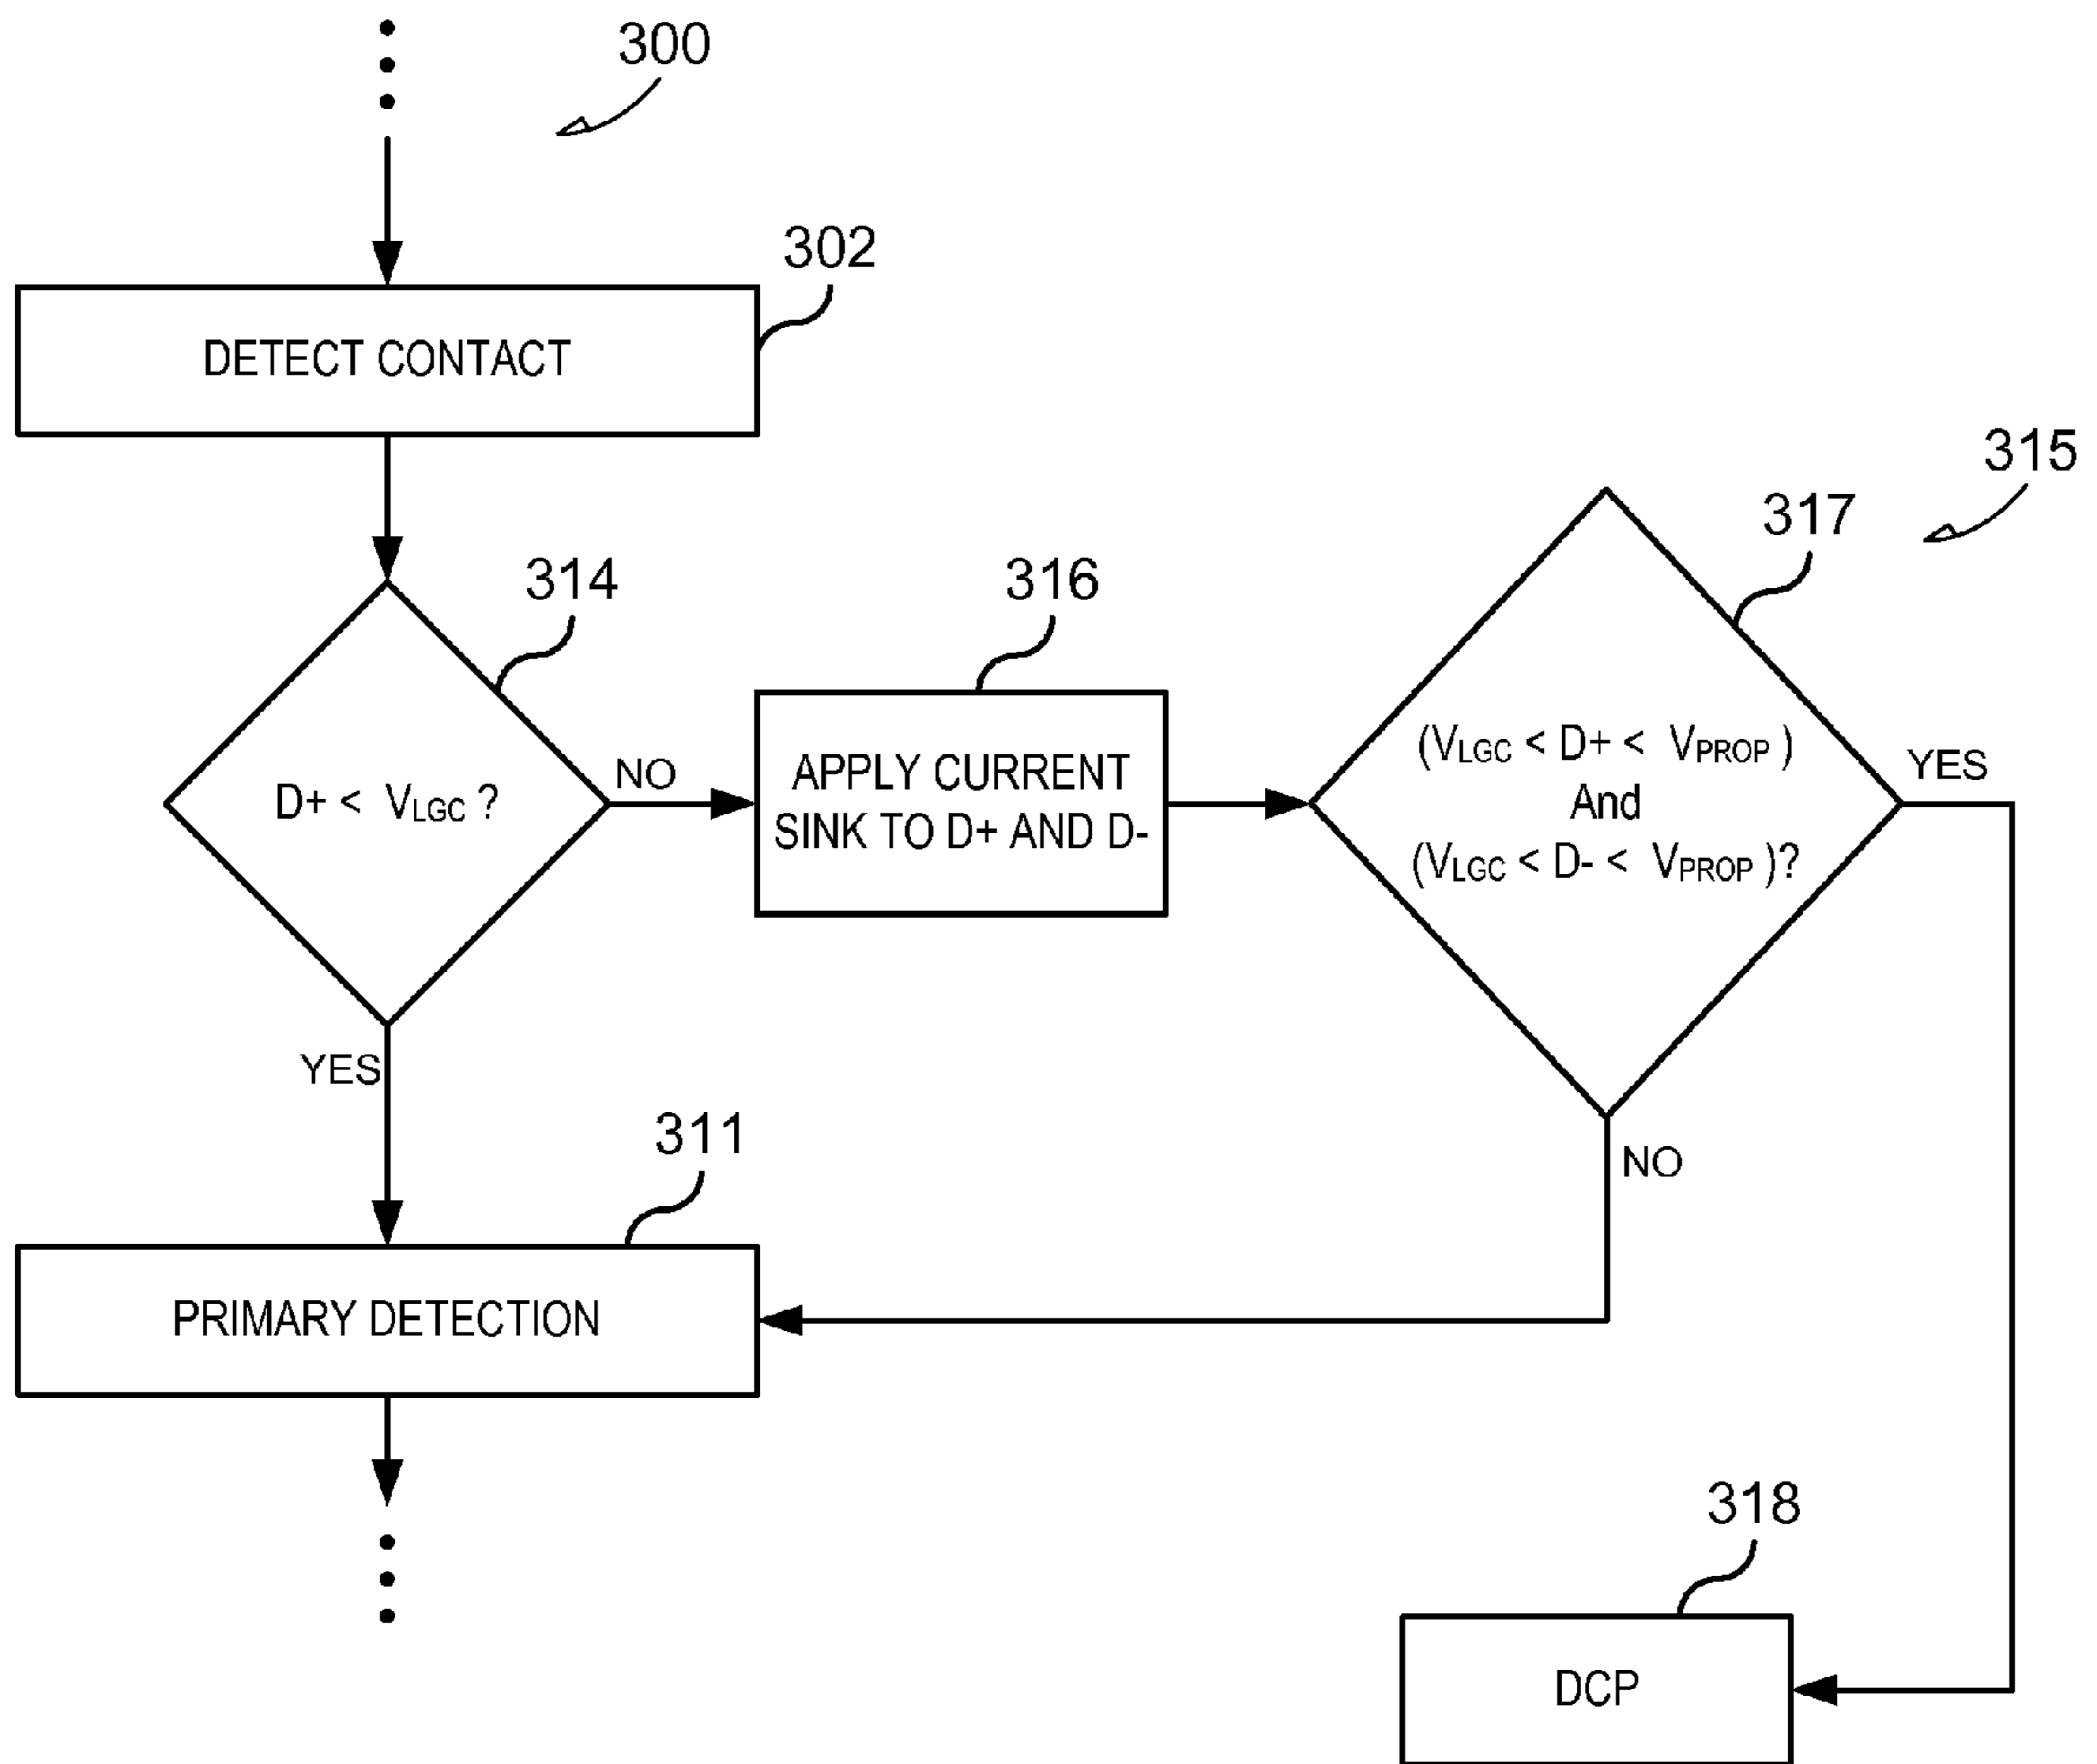 300
302
DETECT CONTACT
315
317
314
316
D+ < VLGC ?
NO
APPLY CURRENT
SINK TO D+ AND D-
(VLGC < D+ < VPROP )
And
(VLGC < D- < VPROP )?
YES
YES
NO
311
PRIMARY DETECTION
318
DCP